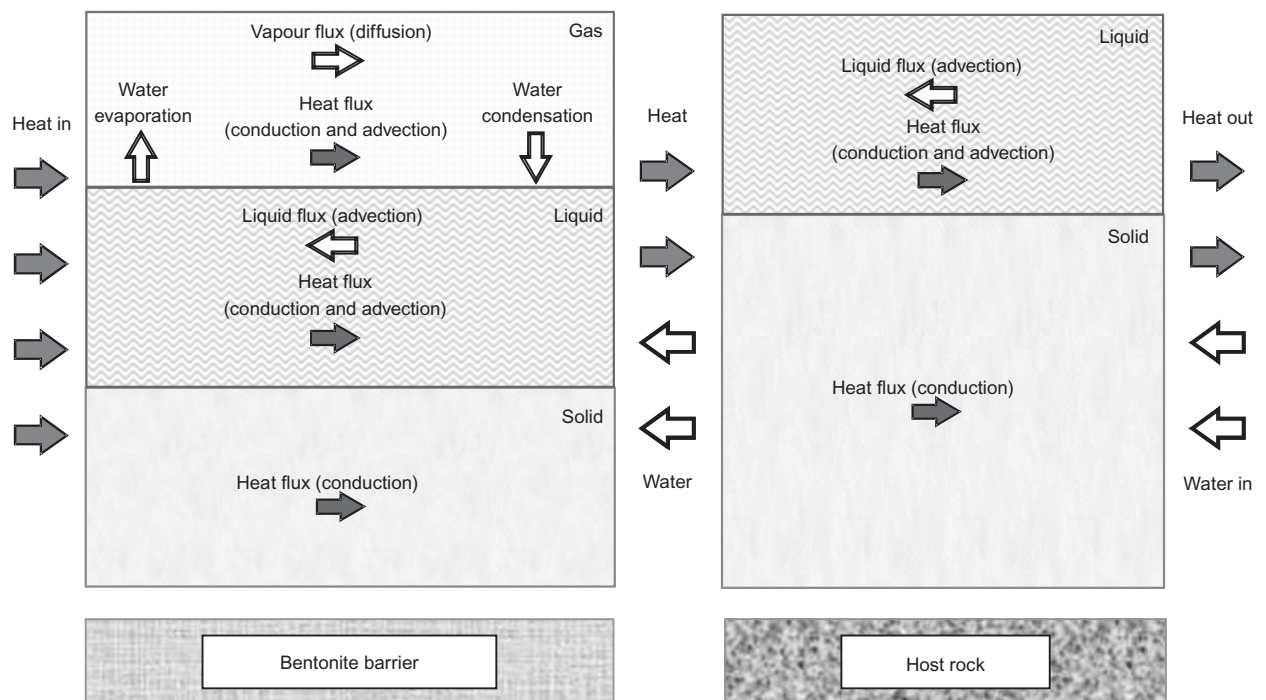 Vapour flux (diffusion)
Gas
Water
evaporation
Heat flux
(conduction and advection)
Water
condensation
Heat in
Liquid flux (advection)
Liquid
Heat flux
(conduction and advection)
Solid
Heat flux (conduction)
Bentonite barrier
Heat
Water
Liquid
Liquid flux (advection)
Heat flux
(conduction and advection)
Solid
Heat flux (conduction)
Host rock
Heat out
Water in